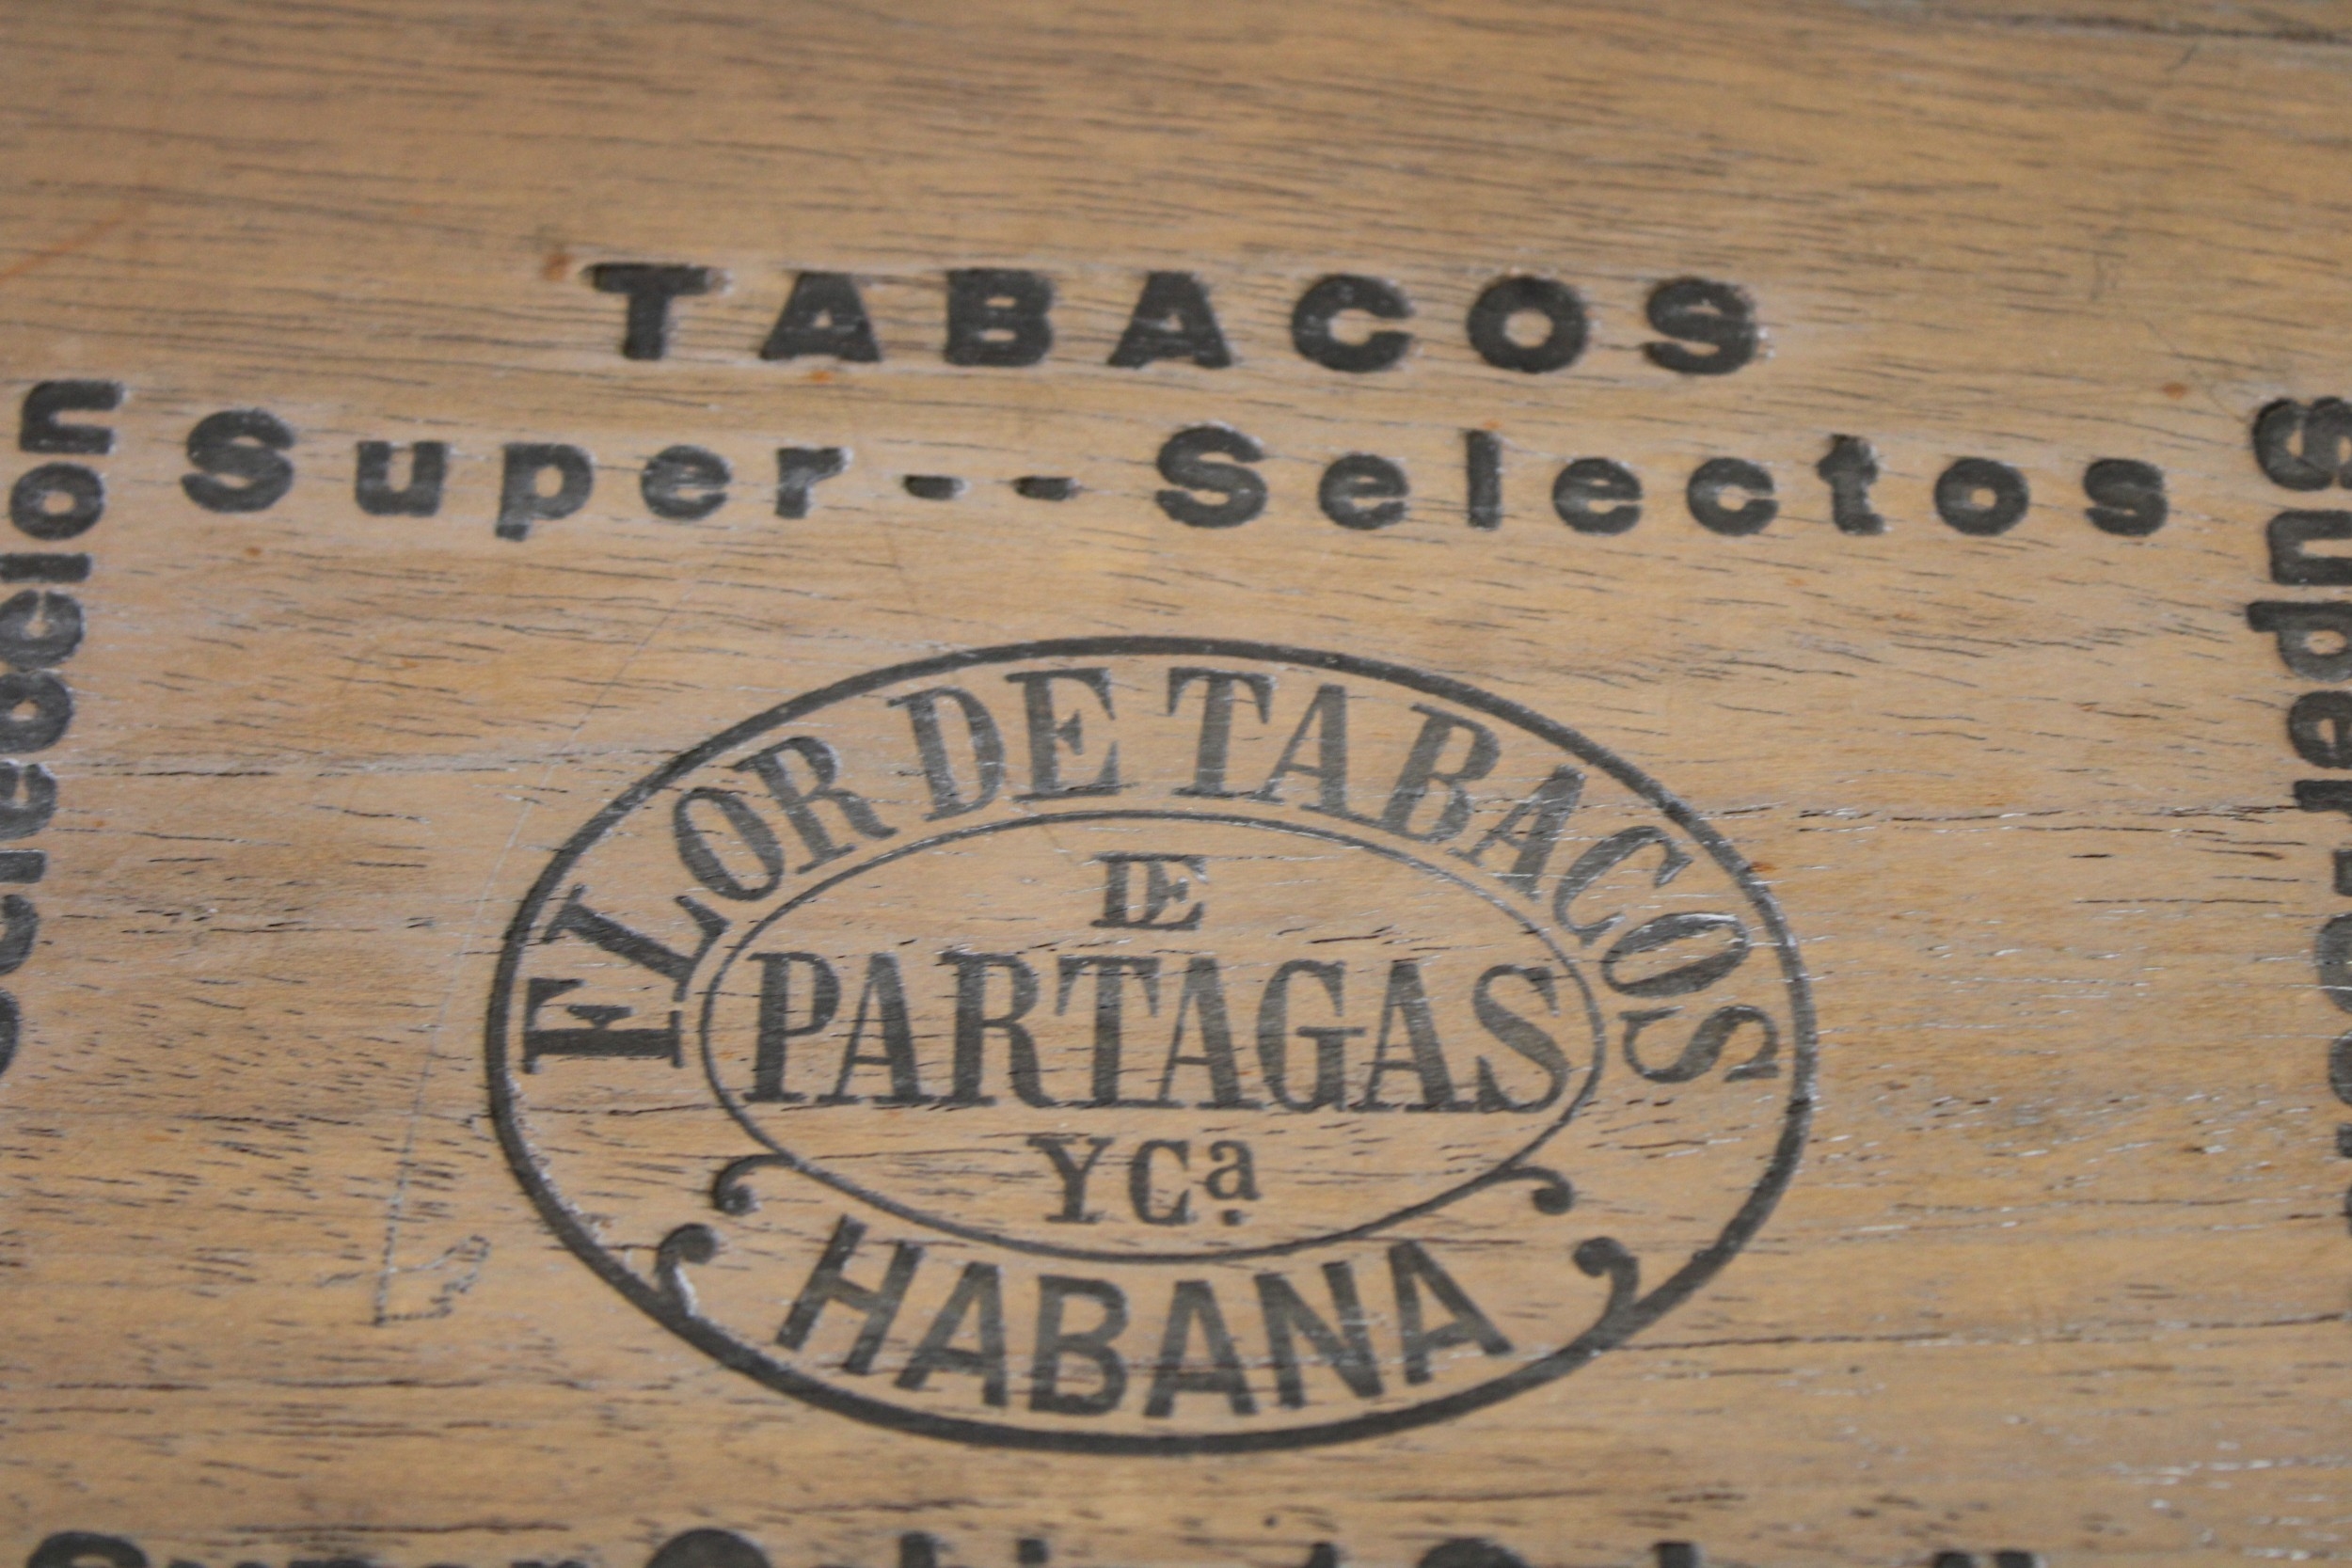 TABACOS
Super--Selectos
FLOR DE TABACOS
DE
PARTAGAS
Y Cª
HABANA